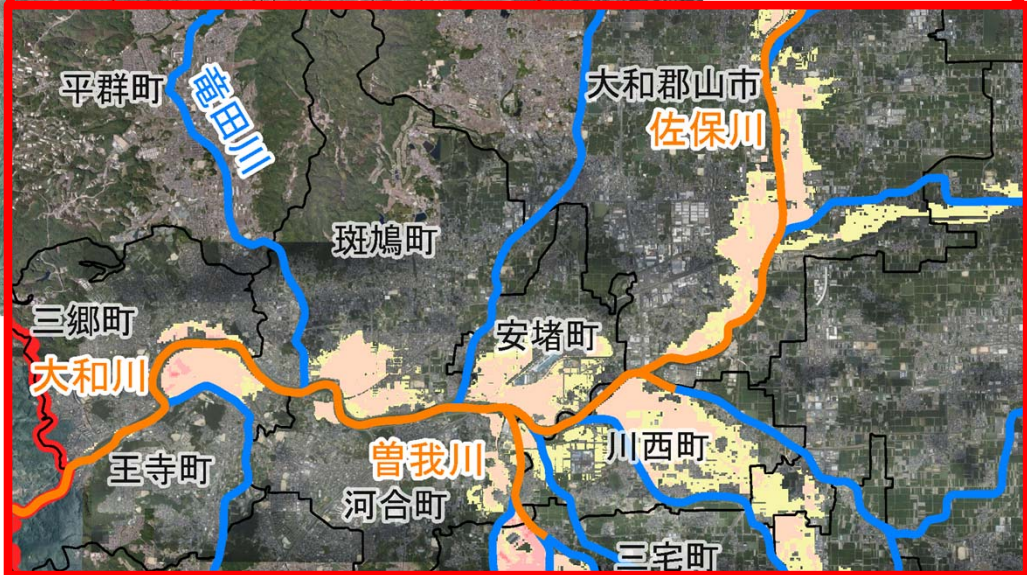 平群町
竜田川
大和郡山市
佐保川
斑鳩町
三郷町
大和川
安堵町
王寺町
曽我川
川西町
河合町
三宅町